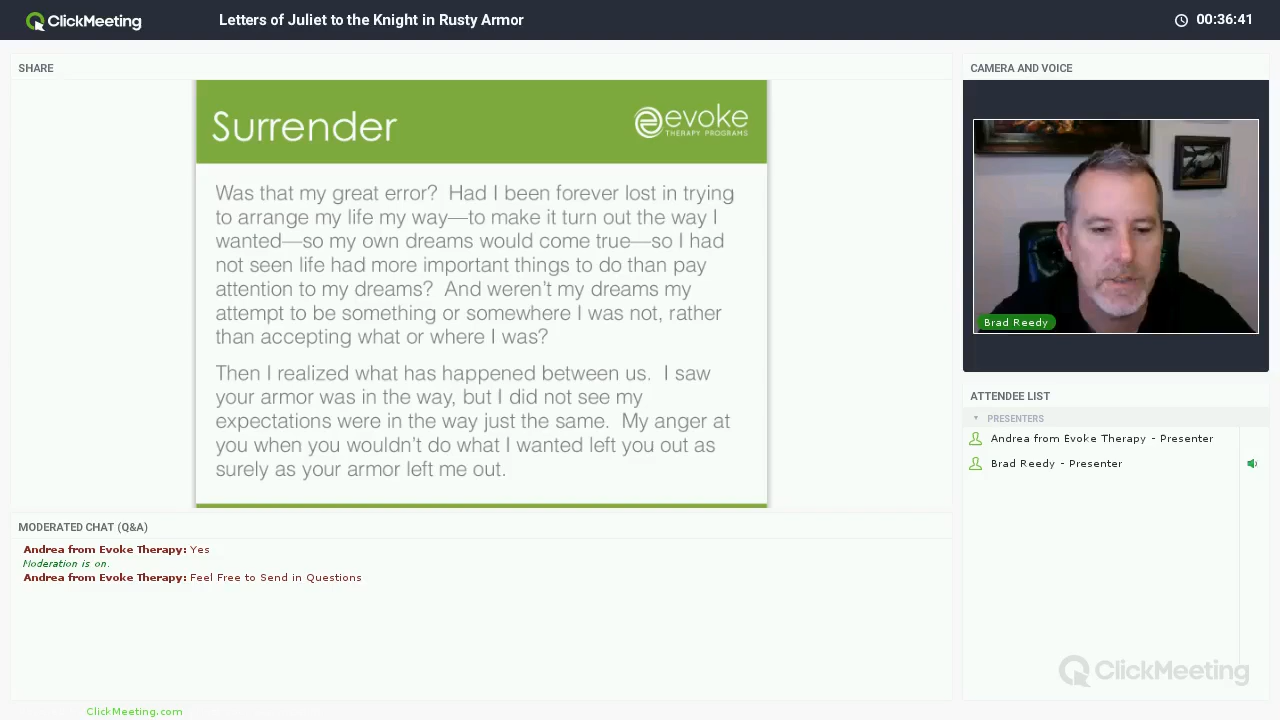 ClickMeeting
Letters of Juliet to the Knight in Rusty Armor
00:36:41
SHARE
Surrender
evoke
THERAPY PROGRAMS
Was that my great error? Had I been forever lost in trying
to arrange my life my way—to make it turn out the way I
wanted—so my own dreams would come true—so I had
not seen life had more important things to do than pay
attention to my dreams? And weren't my dreams my
attempt to be something or somewhere I was not, rather
than accepting what or where I was?
Then I realized what has happened between us. I saw
your armor was in the way, but I did not see my
expectations were in the way just the same. My anger at
you when you wouldn't do what I wanted left you out as
surely as your armor left me out.
CAMERA AND VOICE
Brad Reedy
ATTENDEE LIST
PRESENTERS
Andrea from Evoke Therapy - Presenter
Brad Reedy - Presenter
MODERATED CHAT (Q&A)
Andrea from Evoke Therapy: Yes
Moderation is on.
Andrea from Evoke Therapy: Feel Free to Send in Questions
ClickMeeting
ClickMeeting.com